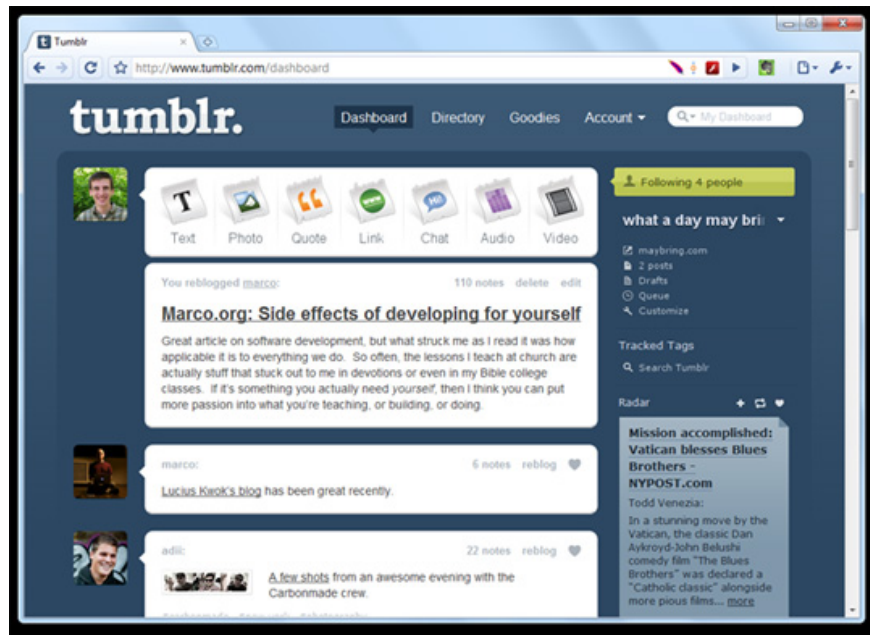 Tumblr
http://www.tumblr.com/dashboard
tumblr.
Dashboard Directory Goodies Account My Dashboard
Following 4 people
T
www
Hi!
Text Photo Quote Link Chat Audio Video
what a day may bri
maybring.com
2 posts
Drafts
Queue
Customize
You reblogged marco: 110 notes delete edit
Marco.org: Side effects of developing for yourself
Great article on software development, but what struck me as I read it was how
applicable it is to everything we do. So often, the lessons I teach at church are
actually stuff that stuck out to me in devotions or even in my Bible college
classes. If it's something you actually need yourself, then I think you can put
more passion into what you're teaching, or building, or doing.
Tracked Tags
Search Tumblr
Radar
Mission accomplished:
Vatican blesses Blues
Brothers -
NYPOST.com
Todd Venezia:
In a stunning move by the
Vatican, the classic Dan
Aykroyd-John Belushi
comedy film "The Blues
Brothers" was declared a
"Catholic classic" alongside
more pious films... more
marco: 6 notes reblog
Lucius Kwok's blog has been great recently.
adii: 22 notes reblog
A few shots from an awesome evening with the
Carbonmade crew.